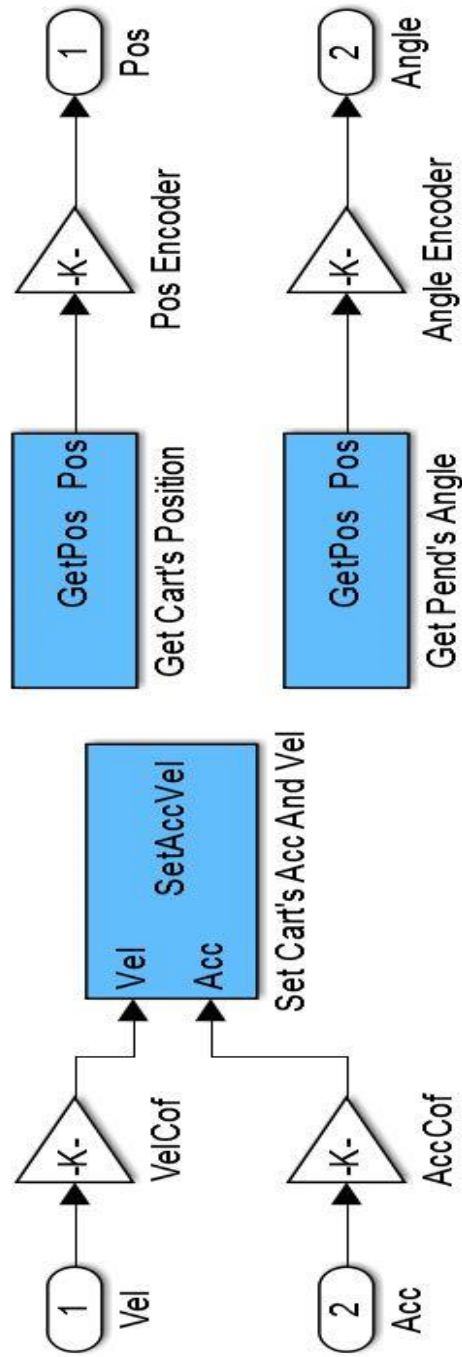 1
Vel
-K-
VelCof
2
Acc
-K-
AccCof
Vel
SetAccVel
Acc
Set Cart's Acc And Vel
GetPos Pos
Get Cart's Position
-K-
Pos Encoder
1
Pos
GetPos Pos
Get Pend's Angle
-K-
Angle Encoder
2
Angle